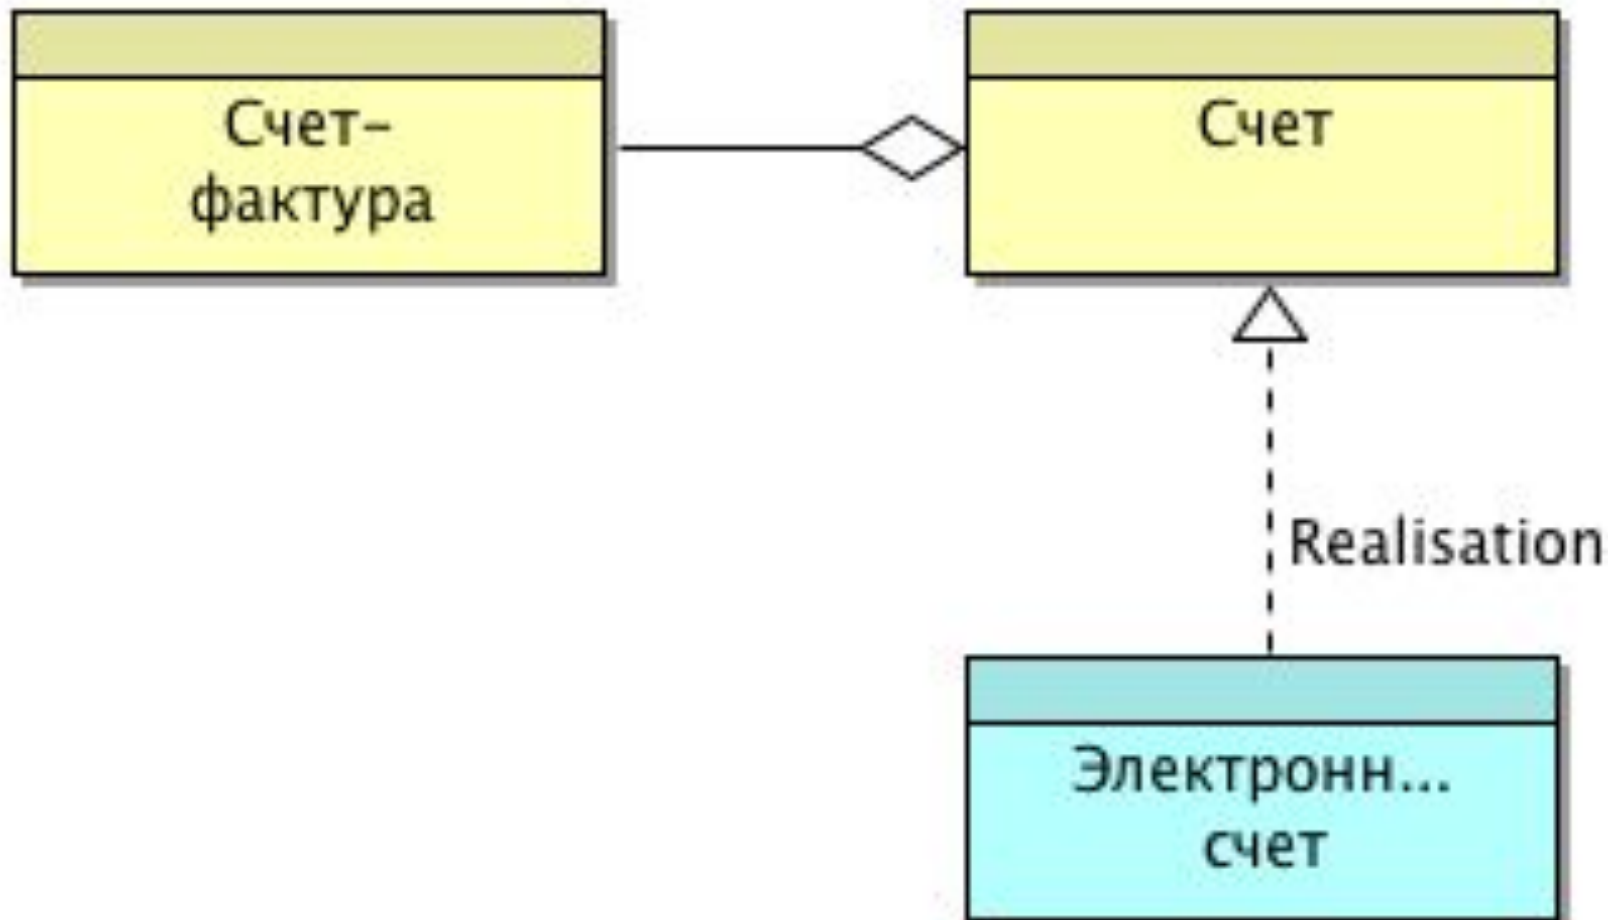 Счет-
фактура
Счет
Realisation
Электронн...
счет